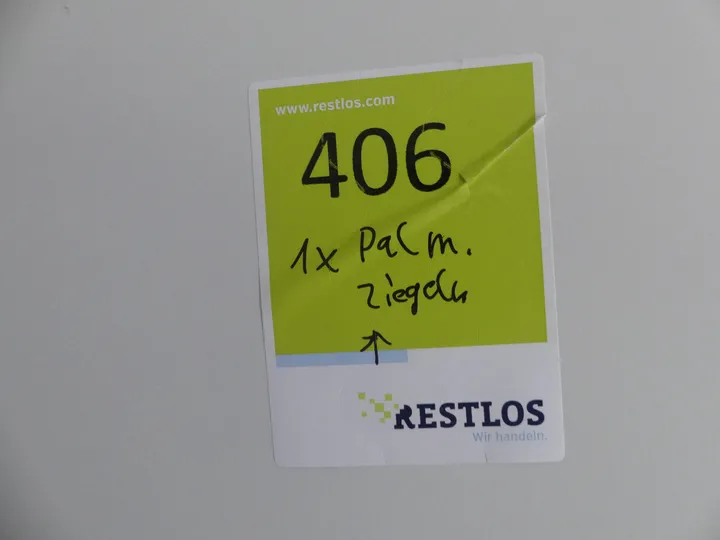 www.restlos.com
406
1x Pal m.
Ziegeln
RESTLOS
Wir handeln.